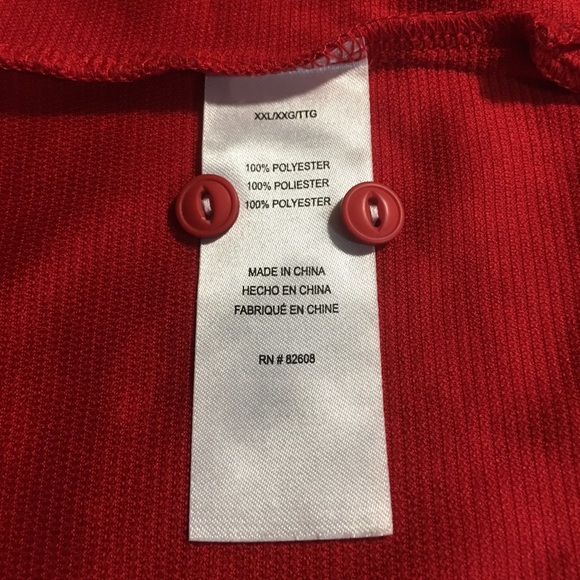 XXL/XXG/TTG
100% POLYESTER
100% POLIESTER
100% POLYESTER
MADE IN CHINA
HECHO EN CHINA
FABRIQUÉ EN CHINE
RN # 82608